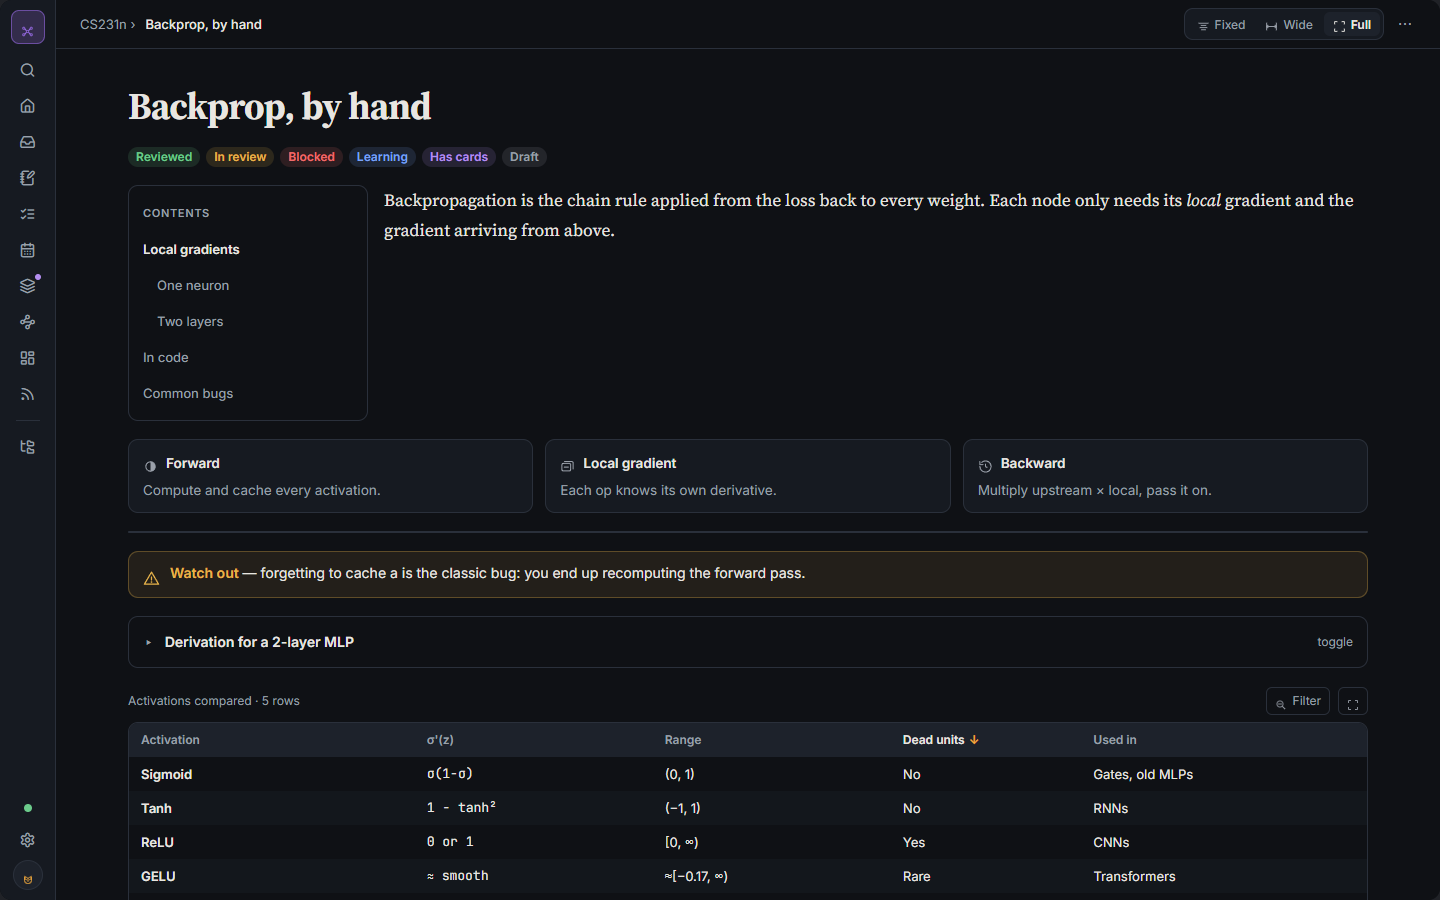 CS231n › Backprop, by hand
Fixed Wide Full
Backprop, by hand
Reviewed In review Blocked Learning Has cards Draft
CONTENTS
Local gradients
One neuron
Two layers
In code
Common bugs
Backpropagation is the chain rule applied from the loss back to every weight. Each node only needs its local gradient and the
gradient arriving from above.
Forward
Compute and cache every activation.
Local gradient
Each op knows its own derivative.
Backward
Multiply upstream × local, pass it on.
Watch out — forgetting to cache a is the classic bug: you end up recomputing the forward pass.
Derivation for a 2-layer MLP toggle
Activations compared · 5 rows Filter
Activation σ'(z) Range Dead units ↓ Used in
Sigmoid σ(1-σ) (0, 1) No Gates, old MLPs
Tanh 1 - tanh² (−1, 1) No RNNs
ReLU 0 or 1 [0, ∞) Yes CNNs
GELU ≈ smooth ≈[−0.17, ∞) Rare Transformers